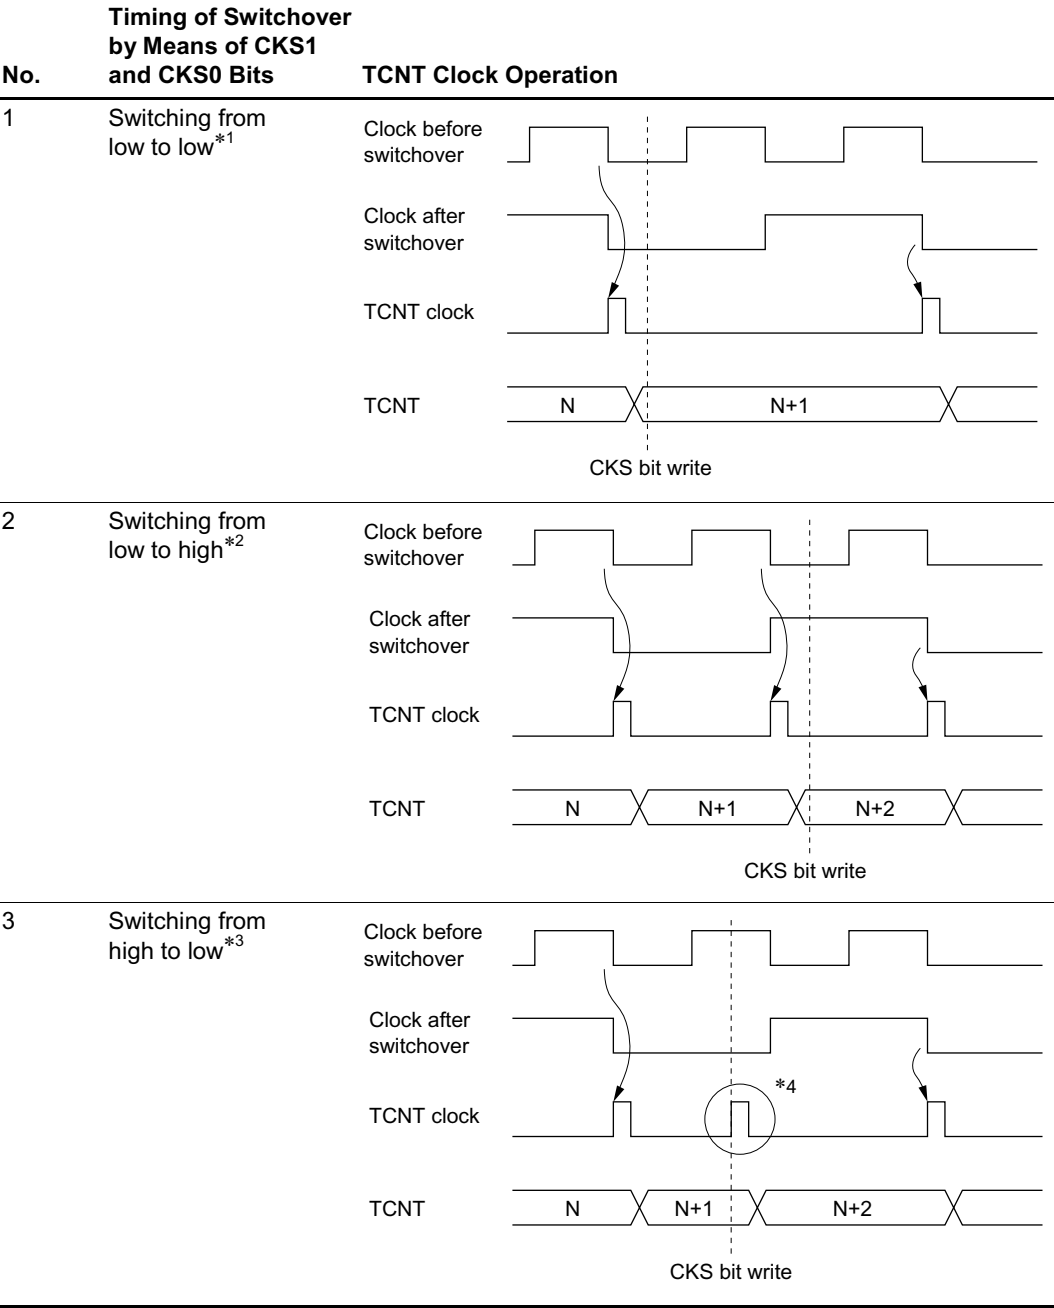 No.
Timing of Switchover
by Means of CKS1
and CKS0 Bits
TCNT Clock Operation
1
Switching from
low to low*1
Clock before
switchover
Clock after
switchover
TCNT clock
TCNT
N
N+1
CKS bit write
2
Switching from
low to high*2
Clock before
switchover
Clock after
switchover
TCNT clock
TCNT
N
N+1
N+2
CKS bit write
3
Switching from
high to low*3
Clock before
switchover
Clock after
switchover
*4
TCNT clock
TCNT
N
N+1
N+2
CKS bit write